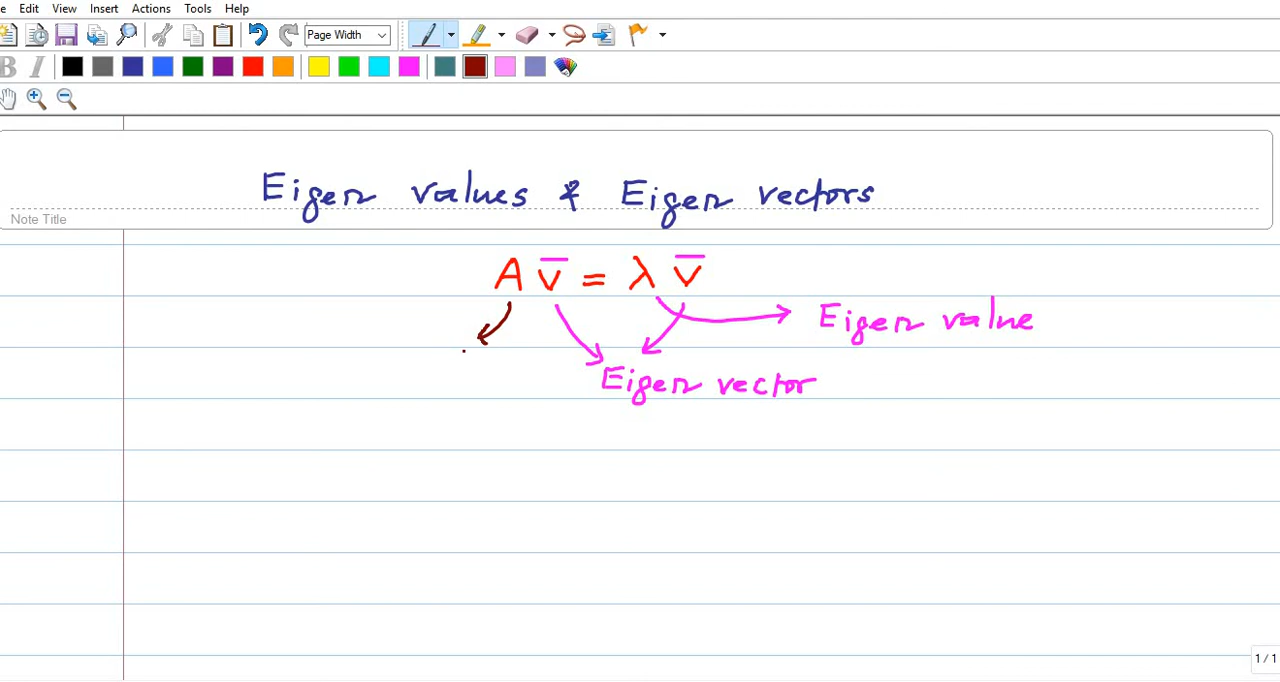 Edit View Insert Actions Tools Help
Page Width
B I
Eigen values & Eigen vectors
Note Title
A v̅ = λ v̅
Eigen value
Eigen vector
1 / 1